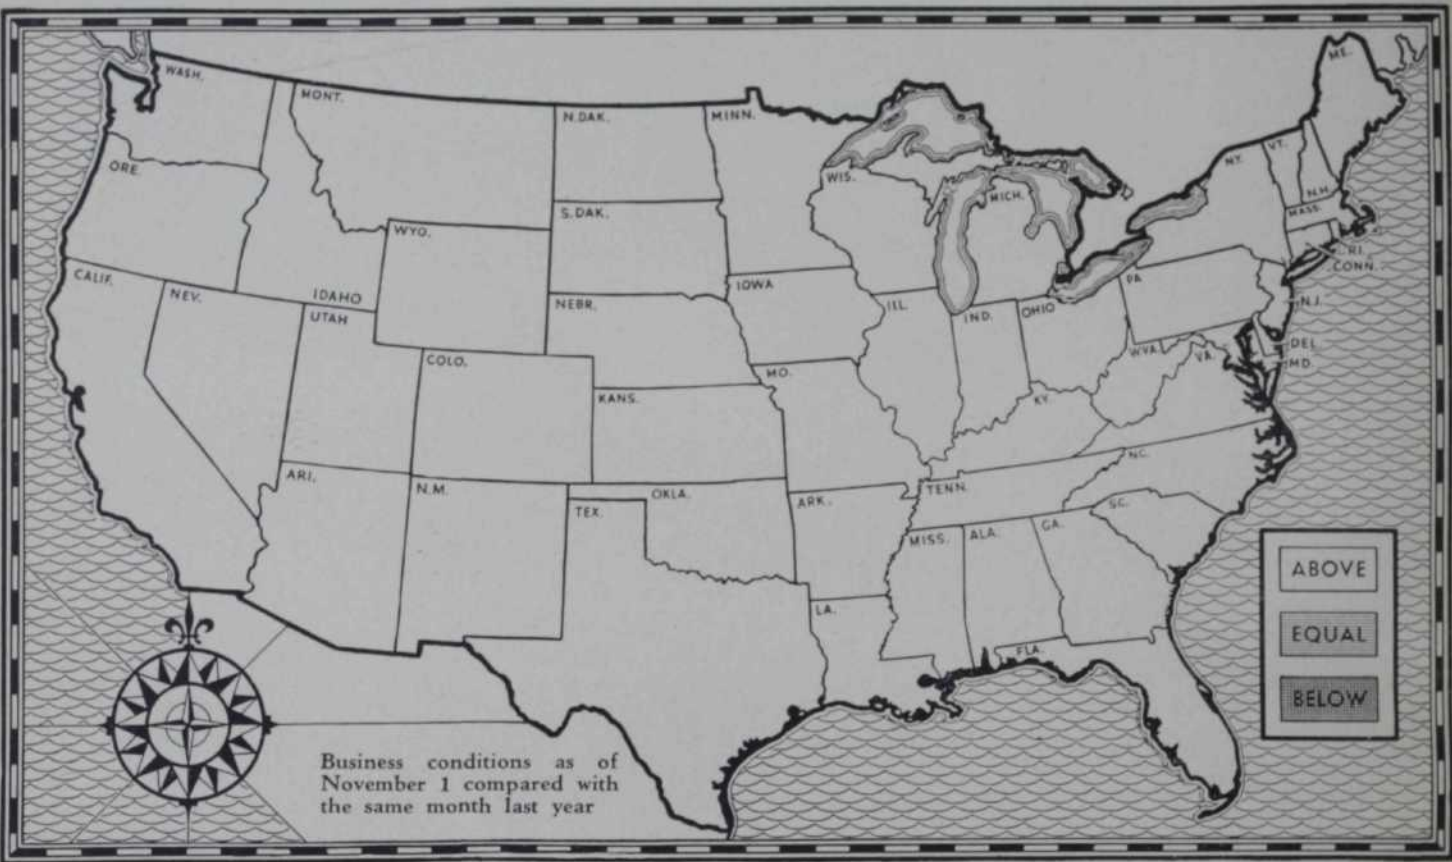 WASH.
MONT.
N.DAK.
MINN.
ME.
ORE.
WIS.
MICH.
N.Y.
VT.
N.H.
MASS.
S.DAK.
WYO.
R.I.
CONN.
CALIF.
NEV.
IDAHO
UTAH
NEBR.
IOWA
ILL.
IND.
OHIO
PA
N.J.
COLO.
MO.
W.VA.
VA.
DEL.
MD.
KANS.
KY.
ARI.
N.M.
OKLA.
TEX.
ARK.
TENN.
N.C.
S.C.
MISS.
ALA.
GA.
LA.
FLA.
ABOVE
EQUAL
BELOW
Business conditions as of
November 1 compared with
the same month last year